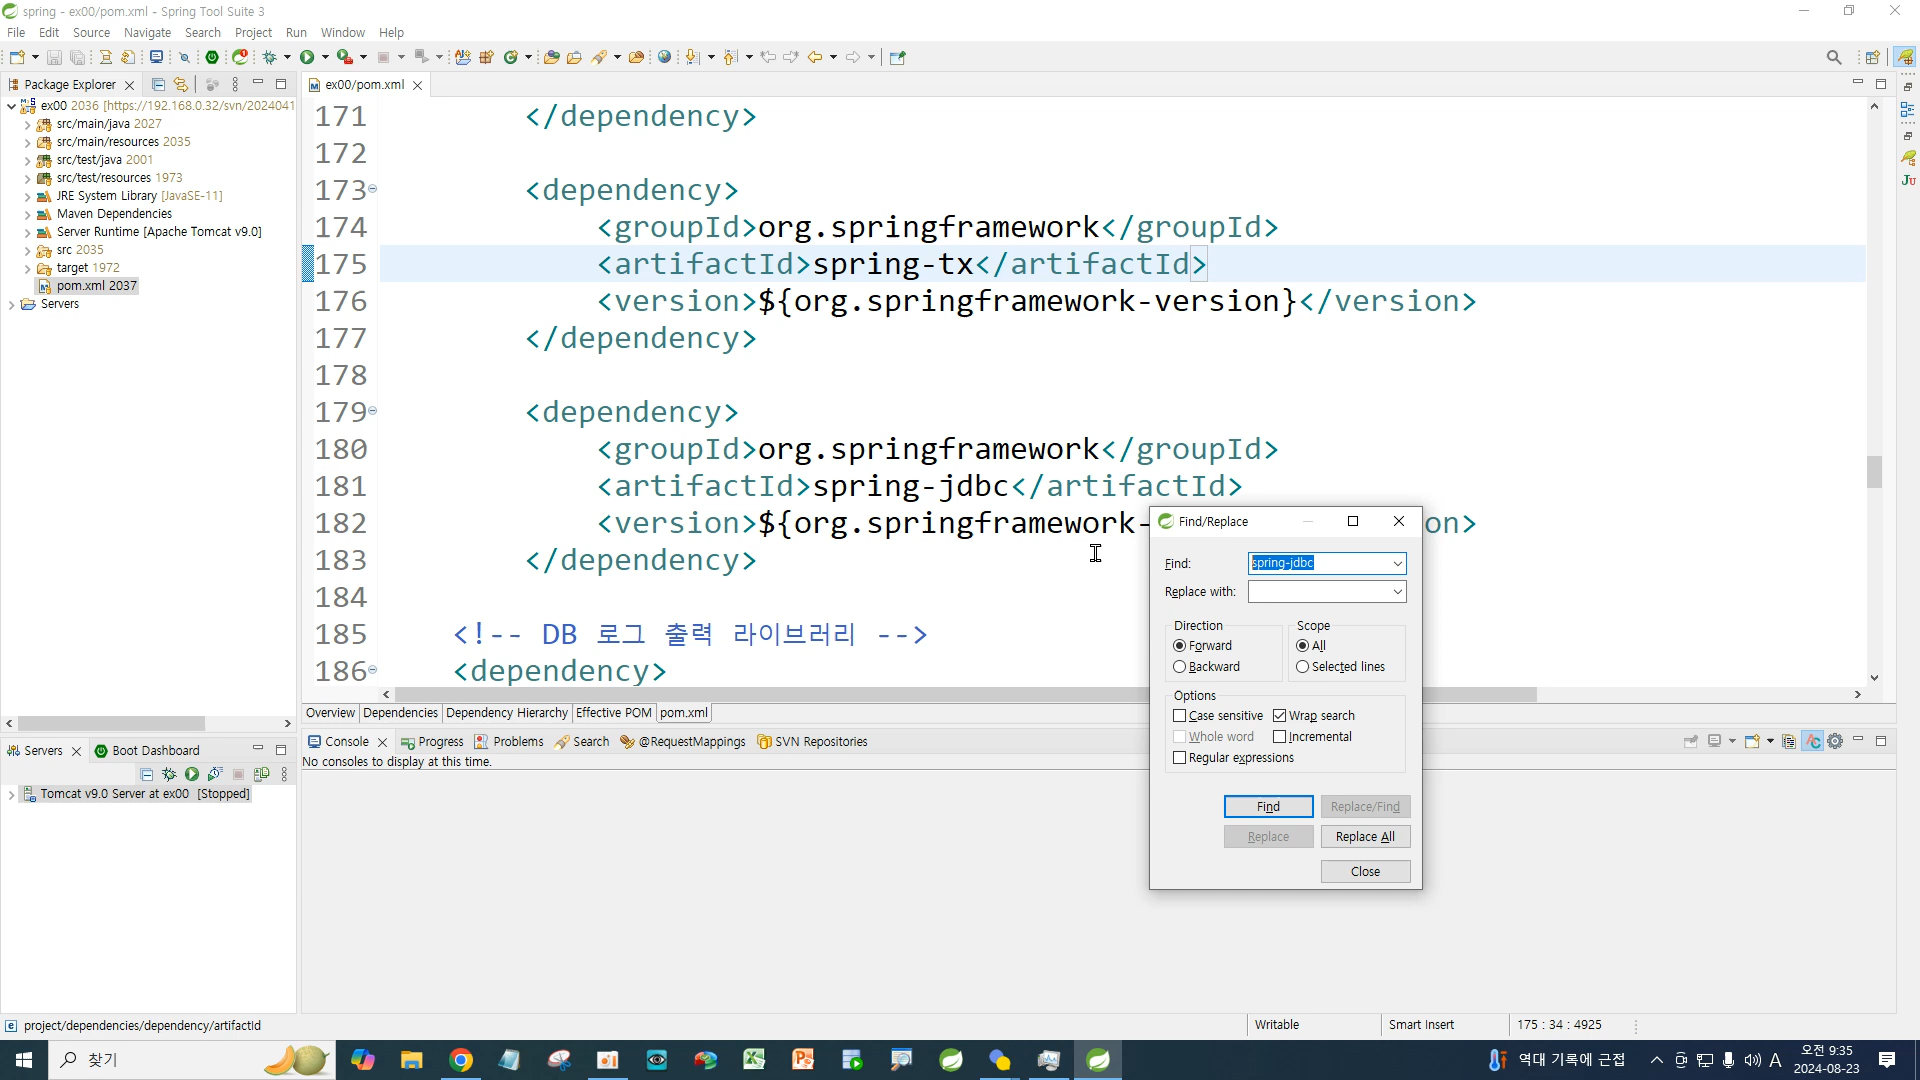 spring - ex00/pom.xml - Spring Tool Suite 3
File Edit Source Navigate Search Project Run Window Help
Package Explorer
ex00 2036 [https://192.168.0.32/svn/2024041
src/main/java 2027
src/main/resources 2035
src/test/java 2001
src/test/resources 1973
JRE System Library [JavaSE-11]
Maven Dependencies
Server Runtime [Apache Tomcat v9.0]
src 2035
target 1972
pom.xml 2037
Servers
ex00/pom.xml
171 </dependency>
172
173 <dependency>
174 <groupId>org.springframework</groupId>
175 <artifactId>spring-tx</artifactId>
176 <version>${org.springframework-version}</version>
177 </dependency>
178
179 <dependency>
180 <groupId>org.springframework</groupId>
181 <artifactId>spring-jdbc</artifactId>
182 <version>${org.springframework- on>
183 </dependency>
184
185 <!-- DB 로그 출력 라이브러리 -->
186 <dependency>
Overview Dependencies Dependency Hierarchy Effective POM pom.xml
Find/Replace
Find: spring-jdbc
Replace with:
Direction
Forward
Backward
Scope
All
Selected lines
Options
Case sensitive Wrap search
Whole word Incremental
Regular expressions
Find Replace/Find
Replace Replace All
Close
Servers Boot Dashboard
Tomcat v9.0 Server at ex00 [Stopped]
Console Progress Problems Search @RequestMappings SVN Repositories
No consoles to display at this time.
project/dependencies/dependency/artifactId
Writable Smart Insert 175 : 34 : 4925
찾기
역대 기록에 근접
A
오전 9:35
2024-08-23